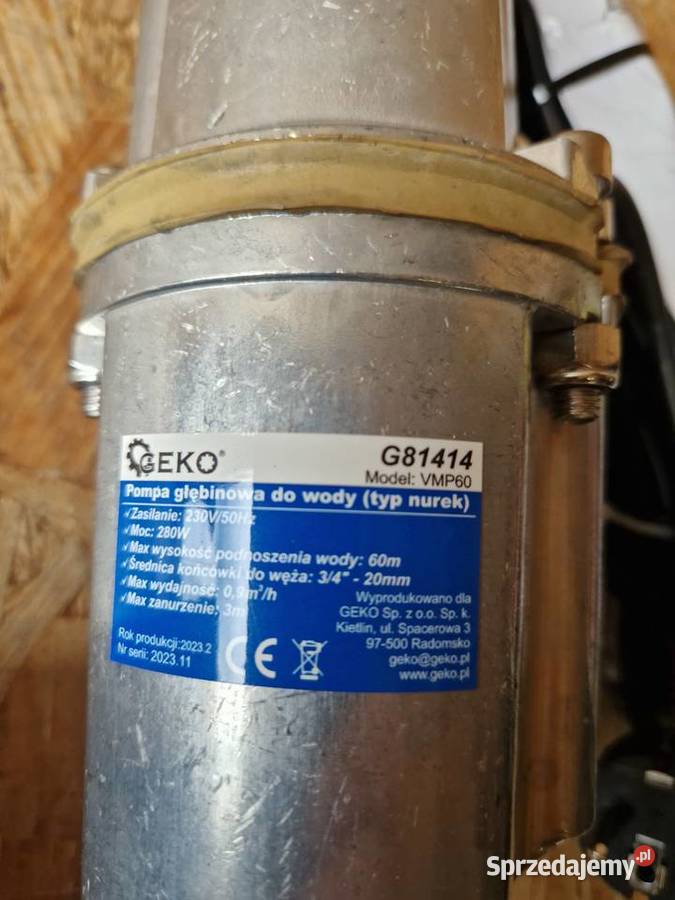 GEKO®
G81414
Model: VMP60
Pompa głębinowa do wody (typ nurek)
√Zasilanie: 230V/50Hz
√Moc: 280W
√Max wysokość podnoszenia wody: 60m
√Średnica końcówki do węża: 3/4" - 20mm
√Max wydajność: 0,9m³/h
√Max zanurzenie: 3m
Wyprodukowano dla
GEKO Sp. z o.o. Sp. k.
Kietlin, ul. Spacerowa 3
97-500 Radomsko
geko@geko.pl
www.geko.pl
Rok produkcji:2023.2
Nr serii: 2023.11
CE
Sprzedajemy.pl